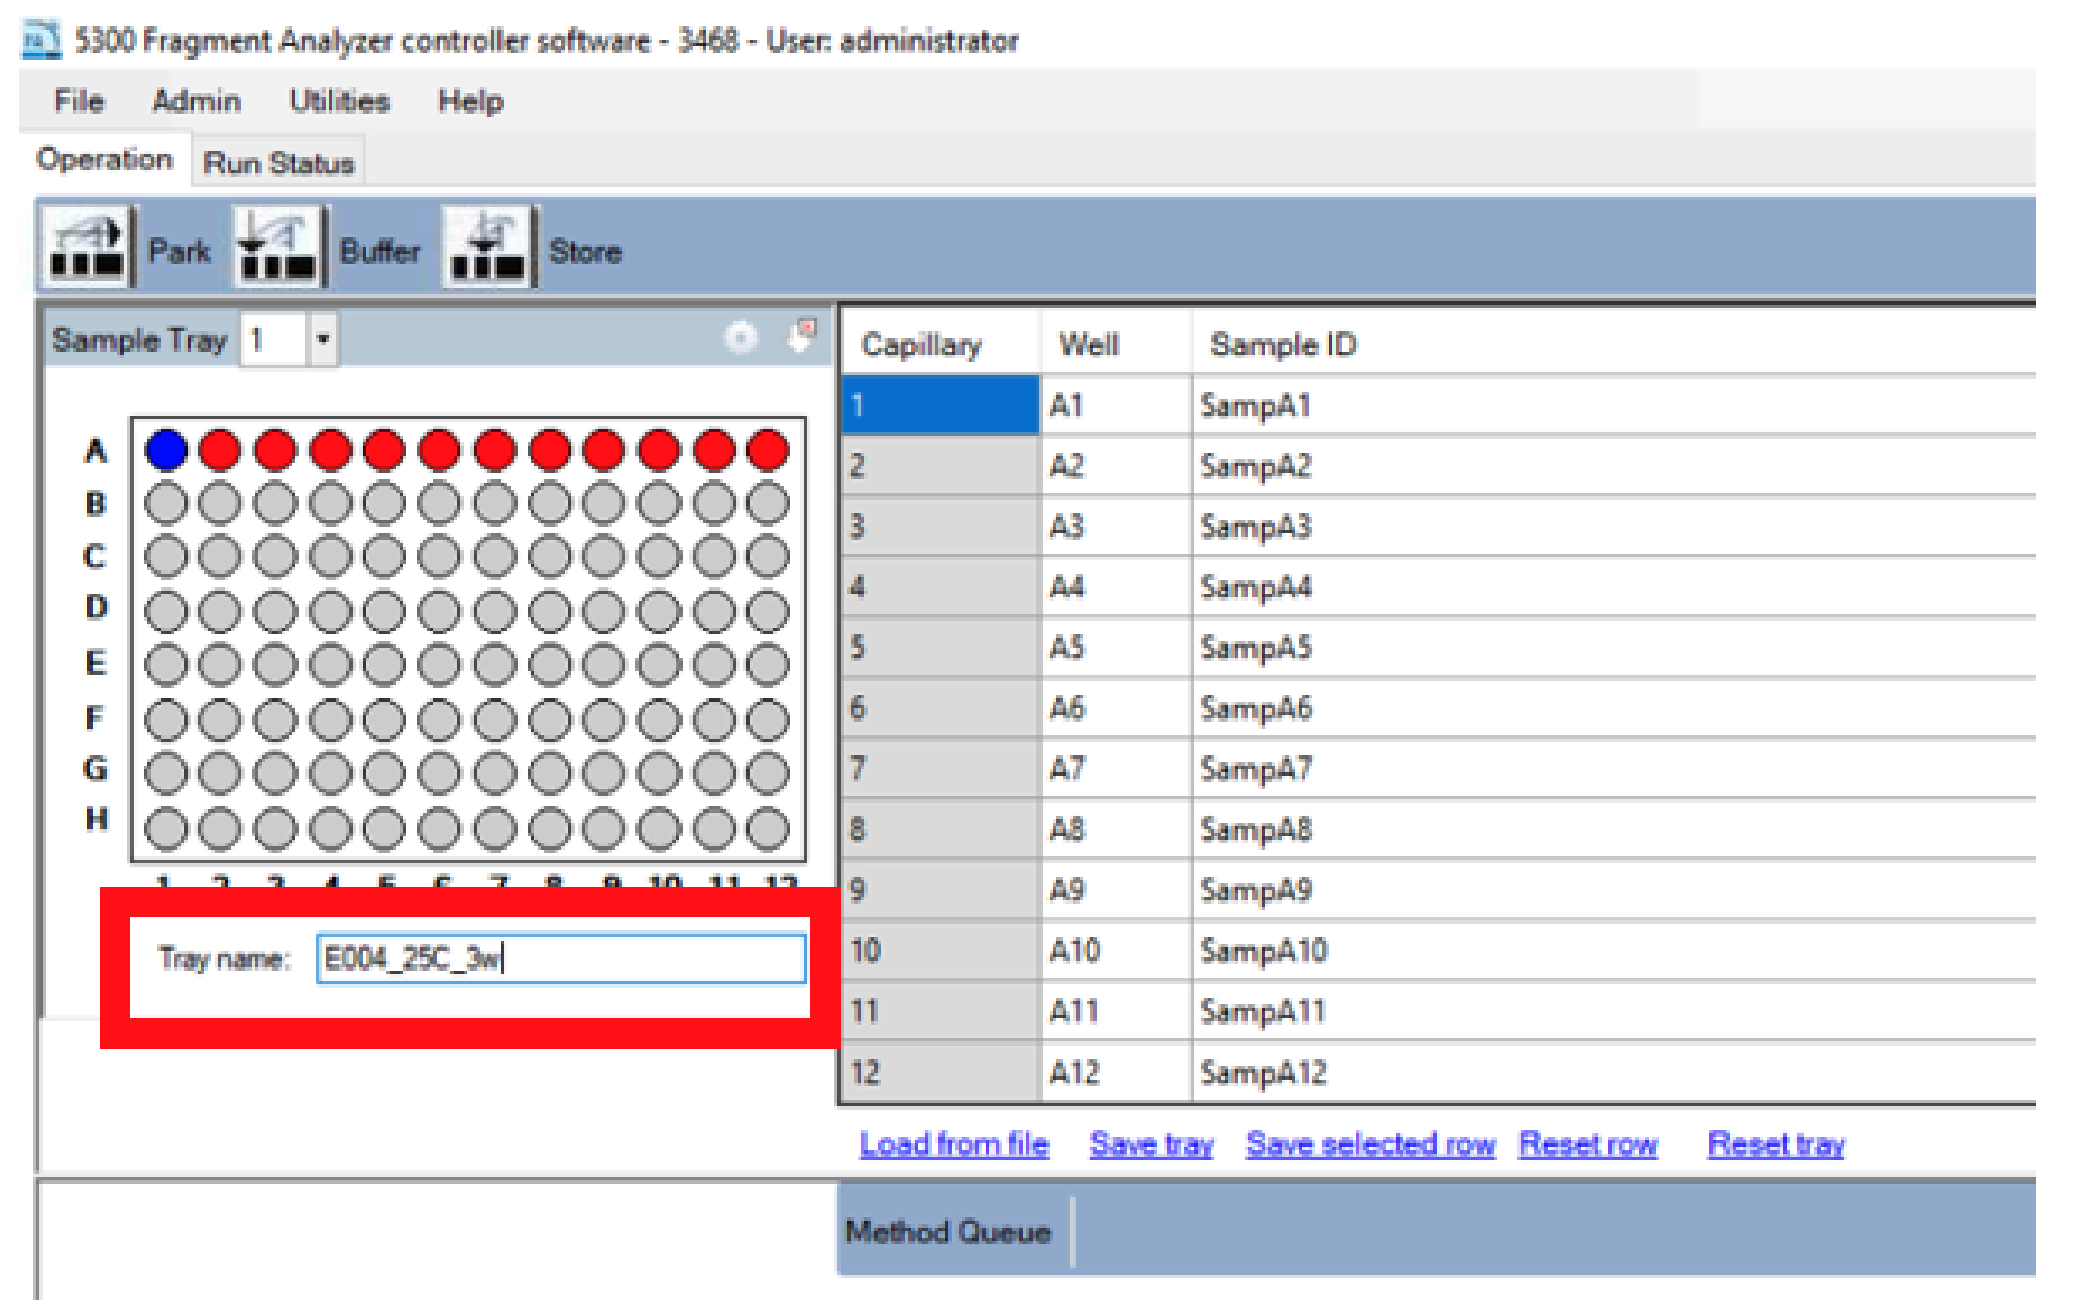 5300 Fragment Analyzer controller software - 3468 - User: administrator
File Admin Utilities Help
Operation Run Status
Park Buffer Store
Sample Tray 1
A
B
C
D
E
F
G
H
1 2 3 4 5 6 7 8 9 10 11 12
Tray name: E004_25C_3w
Capillary Well Sample ID
1 A1 SampA1
2 A2 SampA2
3 A3 SampA3
4 A4 SampA4
5 A5 SampA5
6 A6 SampA6
7 A7 SampA7
8 A8 SampA8
9 A9 SampA9
10 A10 SampA10
11 A11 SampA11
12 A12 SampA12
Load from file Save tray Save selected row Reset row Reset tray
Method Queue